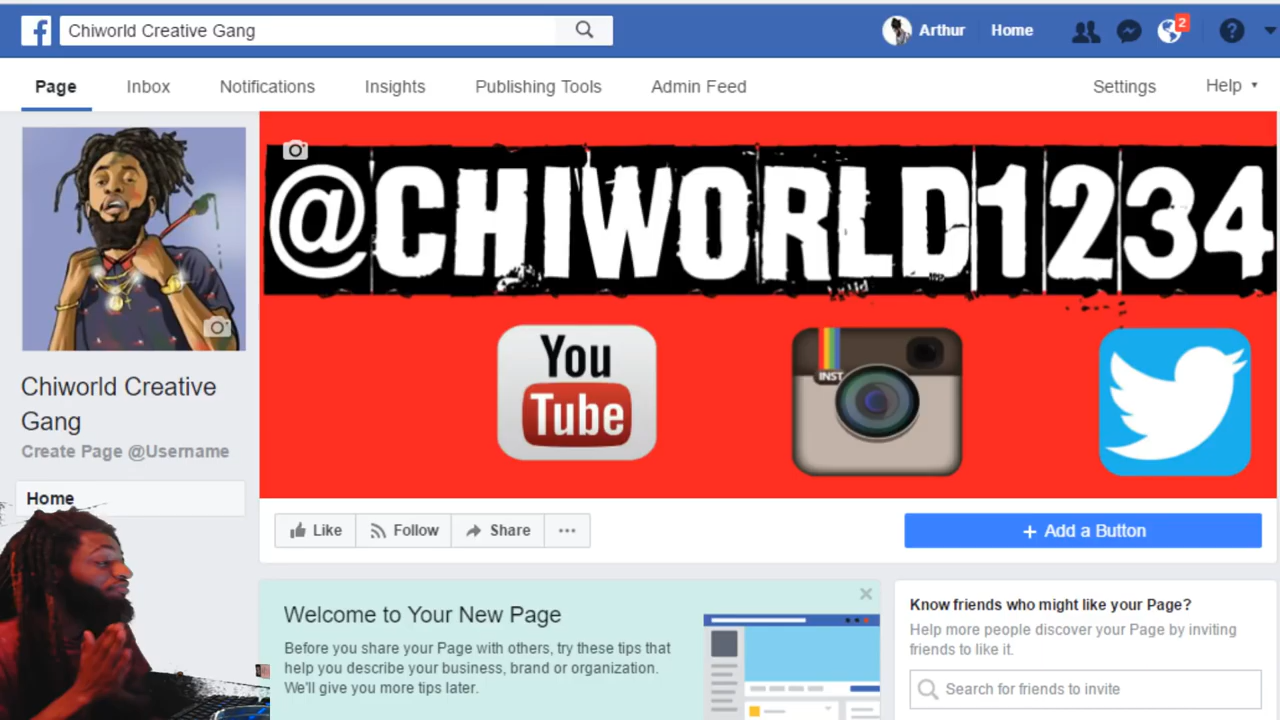 Chiworld Creative Gang
Arthur
Home
2
?
Page
Inbox
Notifications
Insights
Publishing Tools
Admin Feed
Settings
Help
@CHIWORLD1234
You
Tube
INST
Chiworld Creative
Gang
Create Page @Username
Home
Like
Follow
Share
+ Add a Button
Welcome to Your New Page
Before you share your Page with others, try these tips that
help you describe your business, brand or organization.
We'll give you more tips later.
Know friends who might like your Page?
Help more people discover your Page by inviting
friends to like it.
Search for friends to invite